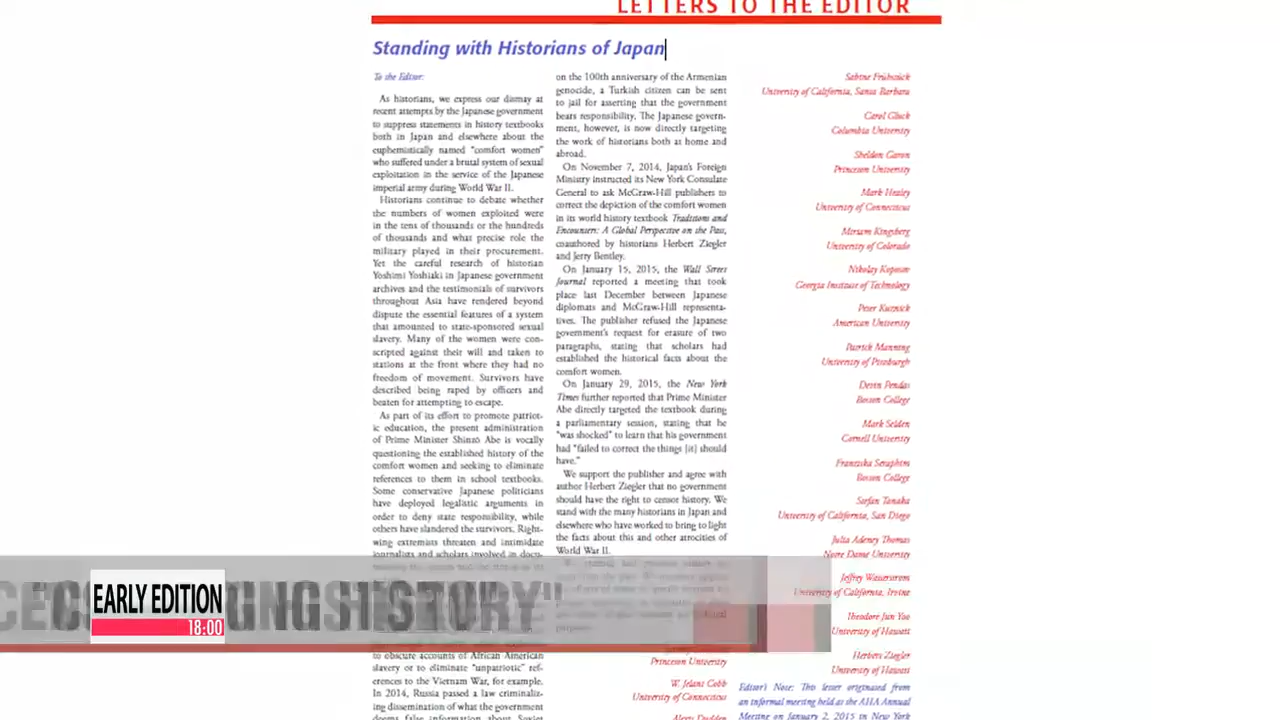 LETTERS TO THE EDITOR
Standing with Historians of Japan
To the Editor:
As historians, we express our dismay at
recent attempts by the Japanese government
to suppress statements in history textbooks
both in Japan and elsewhere about the
euphemistically named “comfort women”
who suffered under a brutal system of sexual
exploitation in the service of the Japanese
imperial army during World War II.
Historians continue to debate whether
the numbers of women exploited were
in the tens of thousands or the hundreds
of thousands and what precise role the
military played in their procurement.
Yet the careful research of historian
Yoshimi Yoshiaki in Japanese government
archives and the testimonials of survivors
throughout Asia have rendered beyond
dispute the essential features of a system
that amounted to state-sponsored sexual
slavery. Many of the women were con-
scripted against their will and taken to
stations at the front where they had no
freedom of movement. Survivors have
described being raped by officers and
beaten for attempting to escape.
As part of its effort to promote patriot-
ic education, the present administration
of Prime Minister Shinzō Abe is vocally
questioning the established history of the
comfort women and seeking to eliminate
references to them in school textbooks.
Some conservative Japanese politicians
have deployed legalistic arguments in
order to deny state responsibility, while
others have slandered the survivors. Right-
wing extremists threaten and intimidate
journalists and scholars involved in docu-
to obscure accounts of African American
slavery or to eliminate “unpatriotic” ref-
erences to the Vietnam War, for example.
In 2014, Russia passed a law criminaliz-
ing dissemination of what the government
deems false information about Soviet
on the 100th anniversary of the Armenian
genocide, a Turkish citizen can be sent
to jail for asserting that the government
bears responsibility. The Japanese govern-
ment, however, is now directly targeting
the work of historians both at home and
abroad.
On November 7, 2014, Japan’s Foreign
Ministry instructed its New York Consulate
General to ask McGraw-Hill publishers to
correct the depiction of the comfort women
in its world history textbook Traditions and
Encounters: A Global Perspective on the Past,
coauthored by historians Herbert Ziegler
and Jerry Bentley.
On January 15, 2015, the Wall Street
Journal reported a meeting that took
place last December between Japanese
diplomats and McGraw-Hill representa-
tives. The publisher refused the Japanese
government’s request for erasure of two
paragraphs, stating that scholars had
established the historical facts about the
comfort women.
On January 29, 2015, the New York
Times further reported that Prime Minister
Abe directly targeted the textbook during
a parliamentary session, stating that he
“was shocked” to learn that his government
had “failed to correct the things [it] should
have.”
We support the publisher and agree with
author Herbert Ziegler that no government
should have the right to censor history. We
stand with the many historians in Japan and
elsewhere who have worked to bring to light
the facts about this and other atrocities of
World War II.
Princeton University
W. Jelani Cobb
University of Connecticut
Alexis Dudden
Sabine Frühstück
University of California, Santa Barbara
Carol Gluck
Columbia University
Sheldon Garon
Princeton University
Mark Healey
University of Connecticut
Miriam Kingsberg
University of Colorado
Nikolay Koposov
Georgia Institute of Technology
Peter Kuznick
American University
Patrick Manning
University of Pittsburgh
Devin Pendas
Boston College
Mark Selden
Cornell University
Franziska Seraphim
Boston College
Stefan Tanaka
University of California, San Diego
Julia Adeney Thomas
Notre Dame University
Jeffrey Wasserstrom
University of California, Irvine
Theodore Jun Yoo
University of Hawaii
Herbert Ziegler
University of Hawaii
Editor’s Note: This letter originated from
an informal meeting held at the AHA Annual
Meeting on January 2, 2015 in New York
EARLY EDITION
18:00